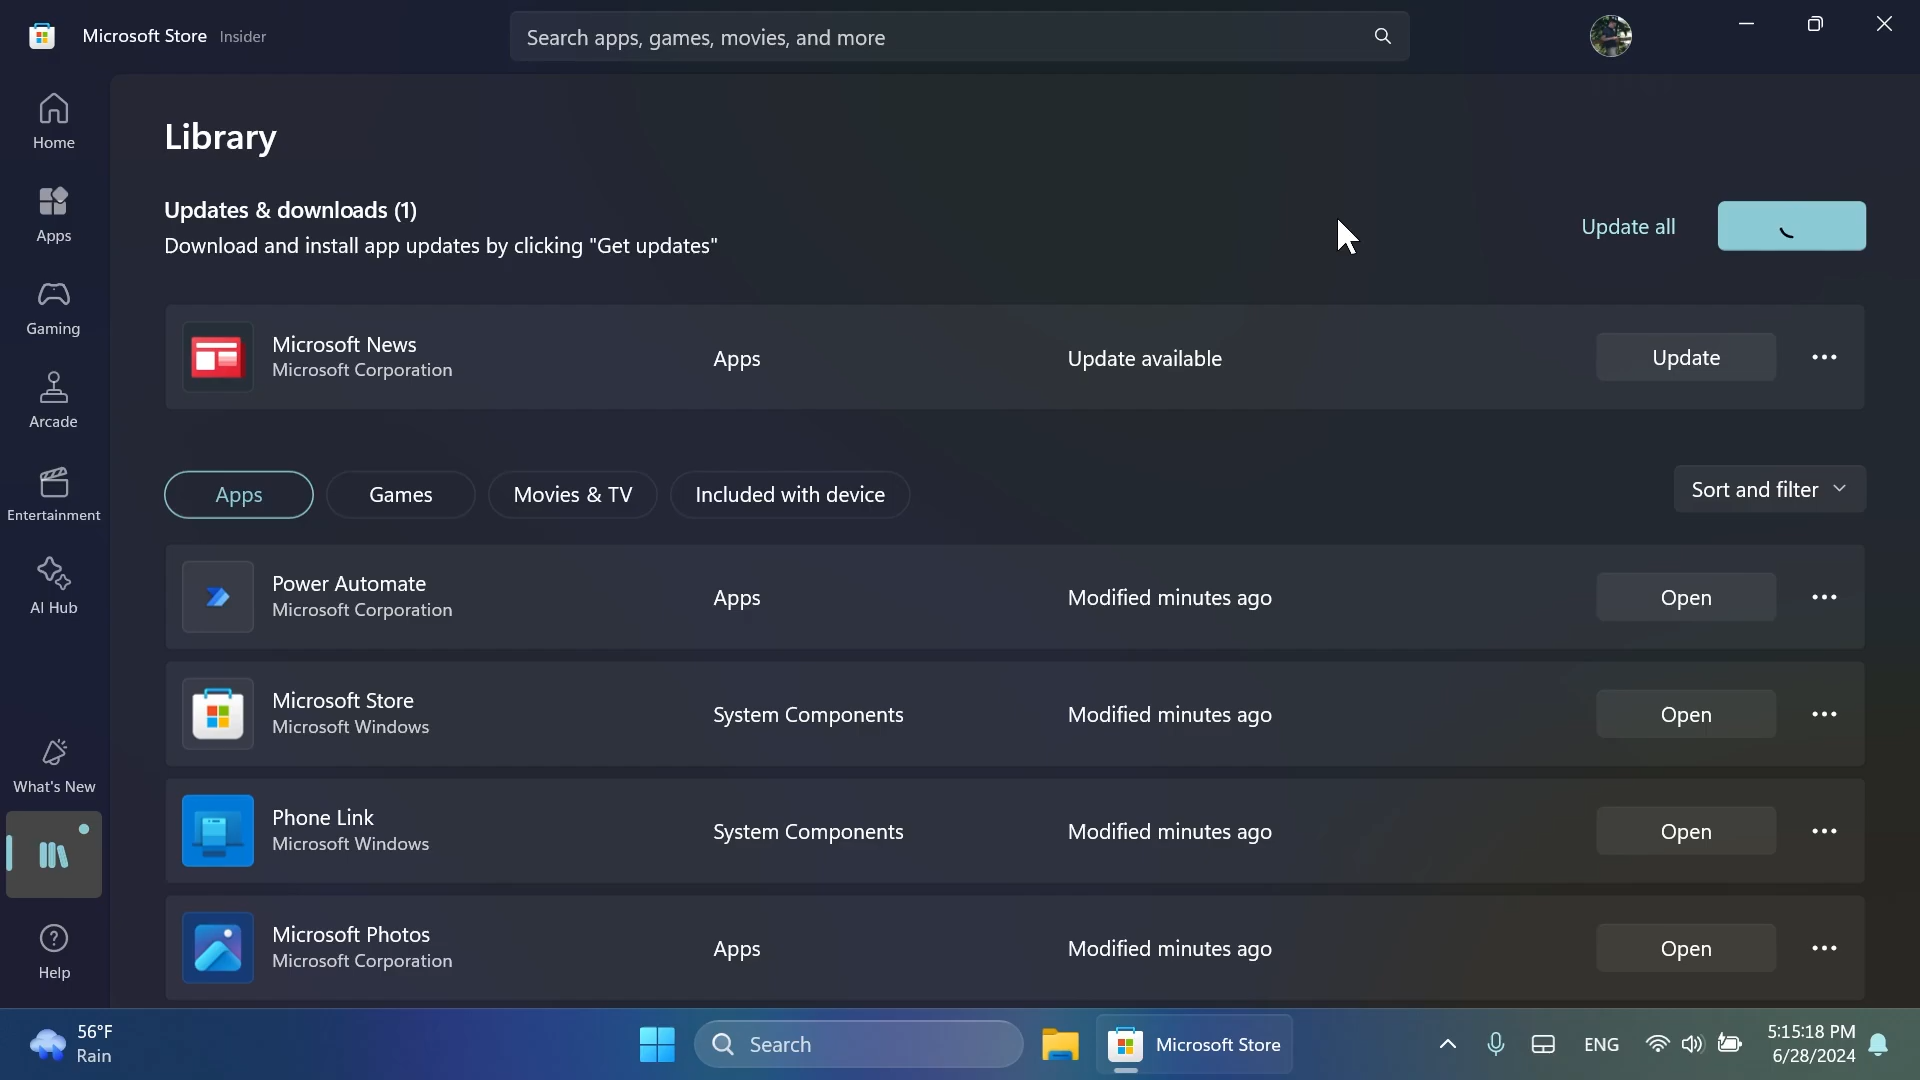 Microsoft Store Insider
Search apps, games, movies, and more
Home
Apps
Gaming
Arcade
Entertainment
AI Hub
What's New
Help
Library
Updates & downloads (1)
Download and install app updates by clicking "Get updates"
Update all
Microsoft News
Microsoft Corporation
Apps
Update available
Update
Apps
Games
Movies & TV
Included with device
Sort and filter
Power Automate
Microsoft Corporation
Apps
Modified minutes ago
Open
Microsoft Store
Microsoft Windows
System Components
Modified minutes ago
Open
Phone Link
Microsoft Windows
System Components
Modified minutes ago
Open
Microsoft Photos
Microsoft Corporation
Apps
Modified minutes ago
Open
56°F
Rain
Search
Microsoft Store
ENG
5:15:18 PM
6/28/2024